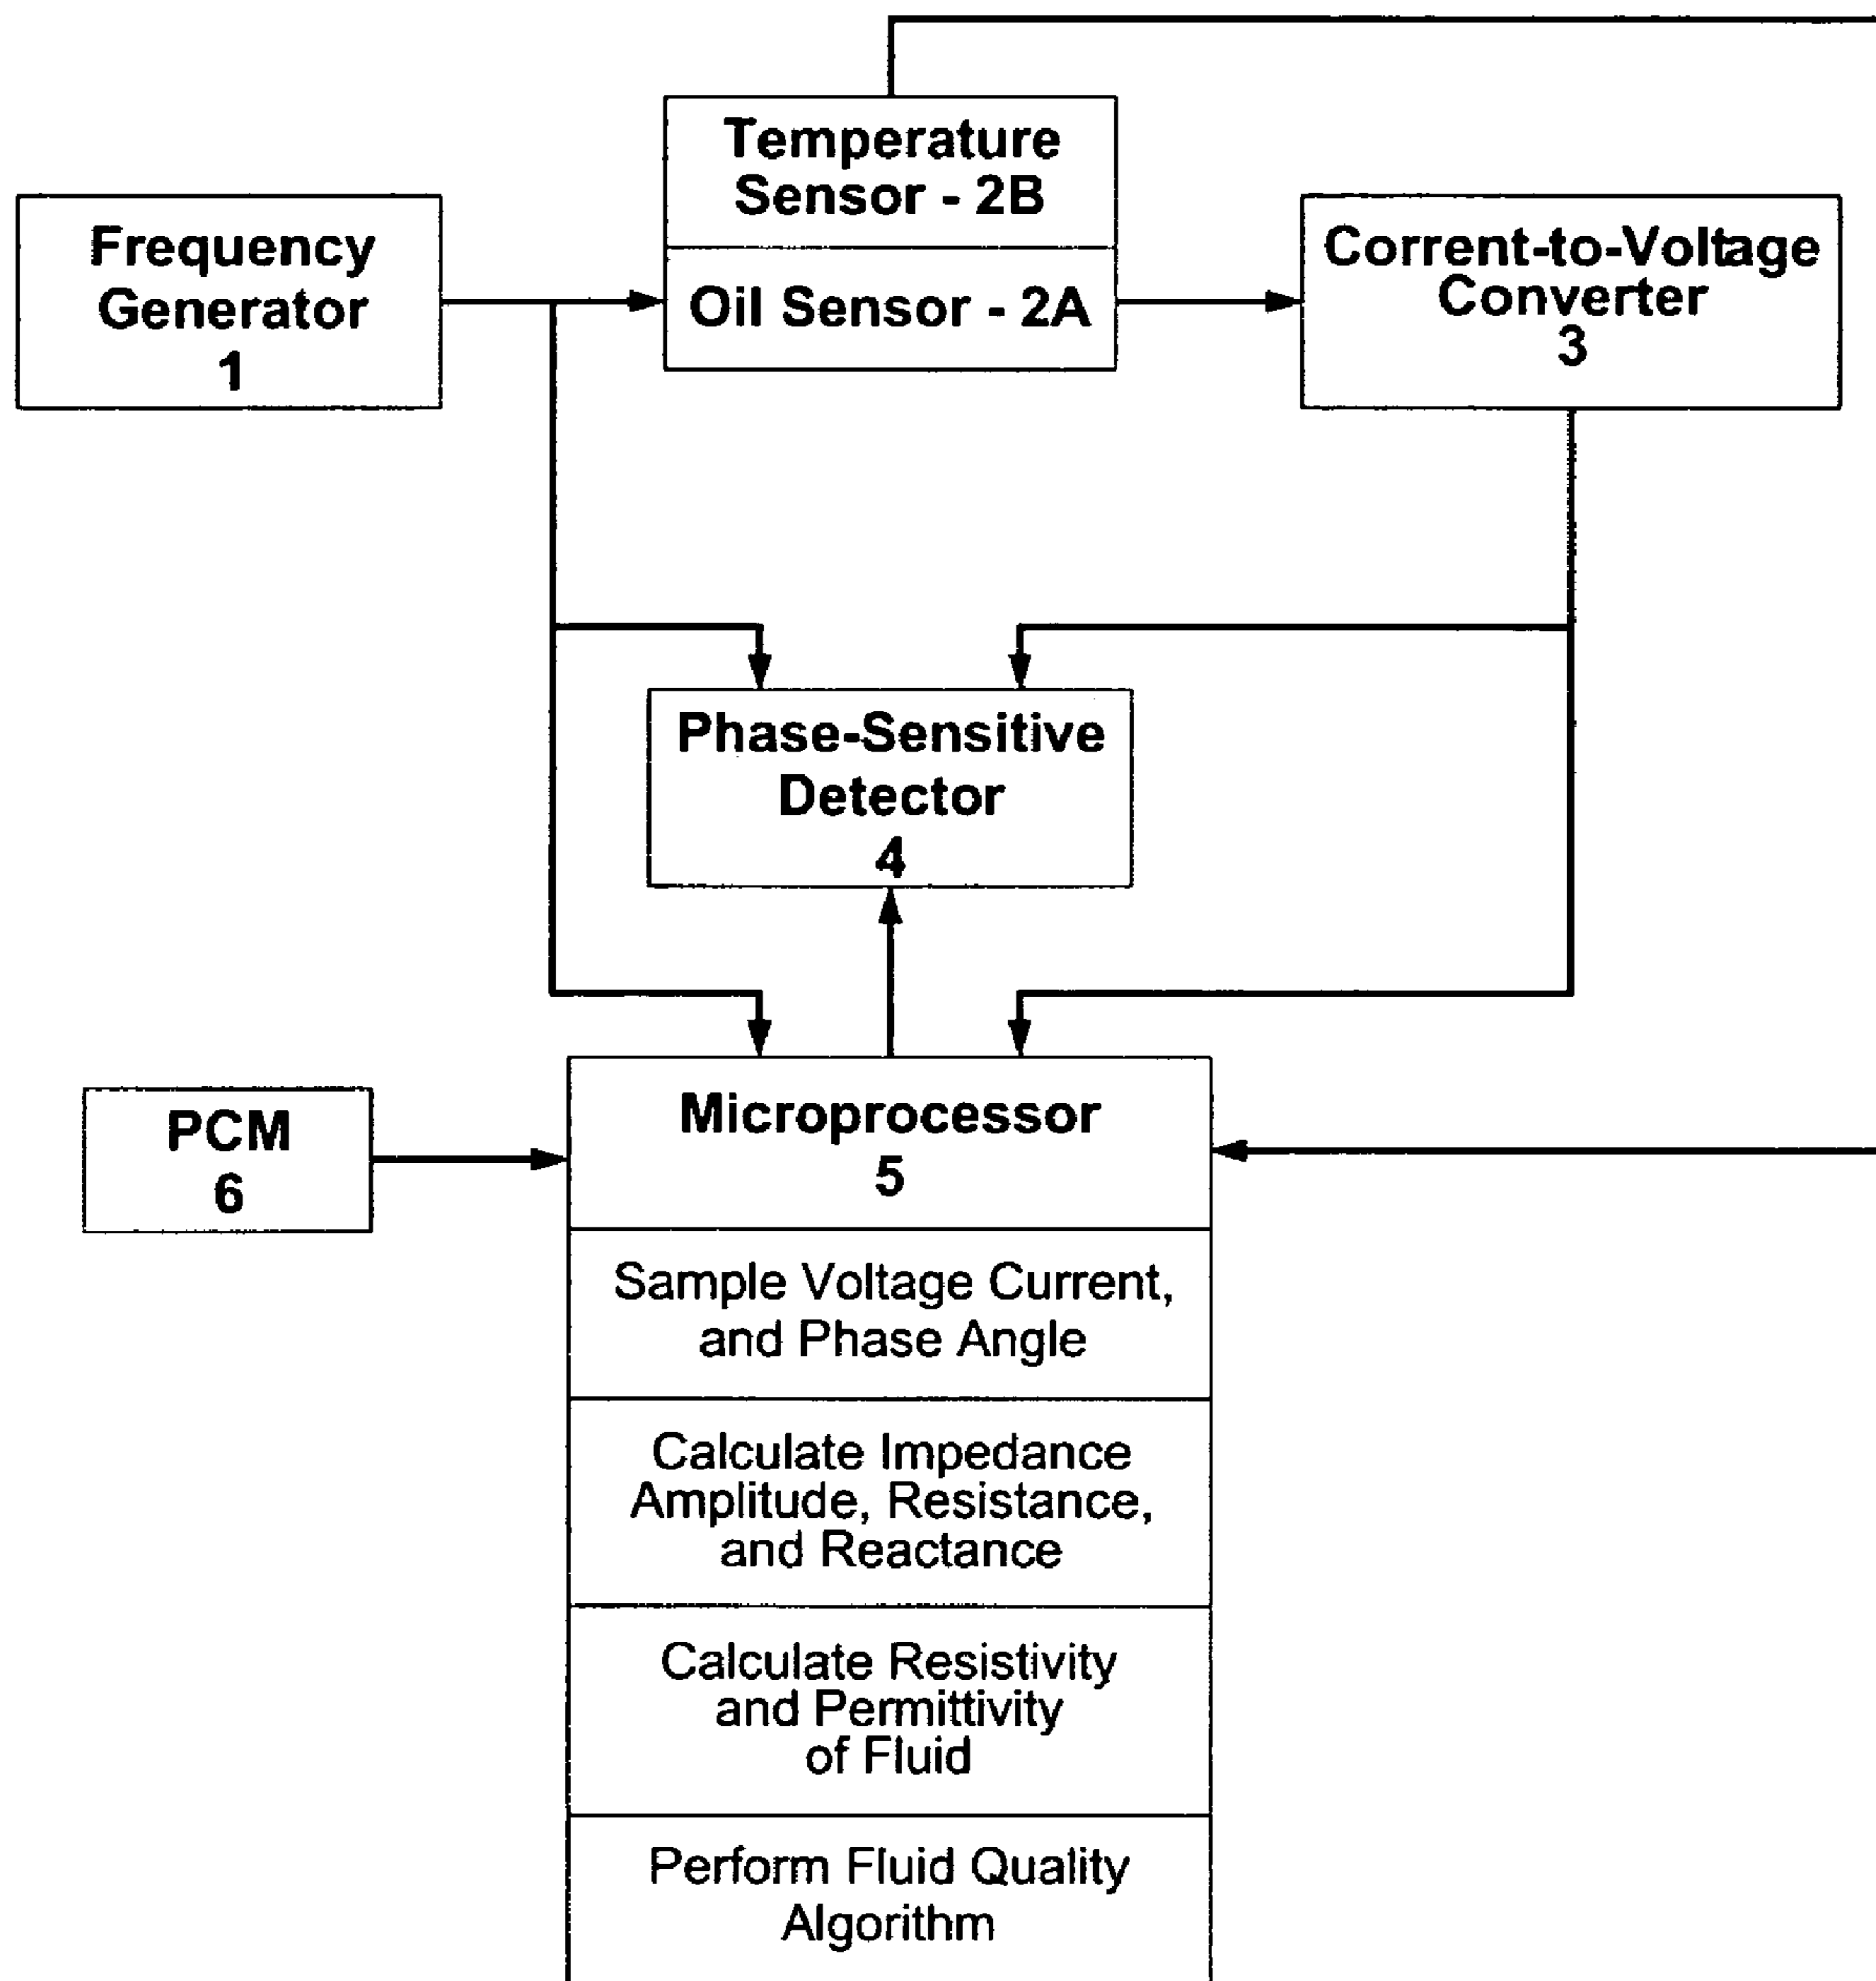 Temperature
Sensor - 2B
Frequency
Generator
1
Oil Sensor - 2A
Corrent-to-Voltage
Converter
3
Phase-Sensitive
Detector
4
PCM
6
Microprocessor
5
Sample Voltage Current,
and Phase Angle
Calculate Impedance
Amplitude, Resistance,
and Reactance
Calculate Resistivity
and Permittivity
of Fluid
Perform Fluid Quality
Algorithm